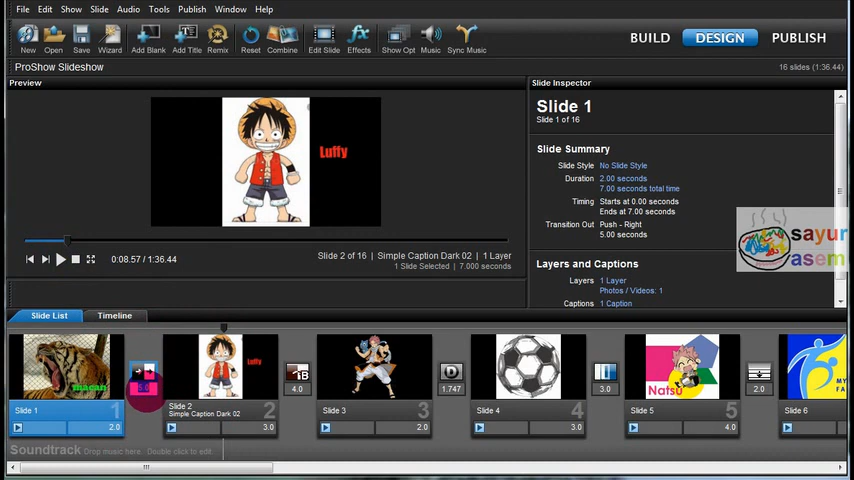 File Edit Show Slide Audio Tools Publish Window Help
New Open Save Wizard Add Blank Add Title Remix Reset Combine Edit Slide Effects Show Opt Music Sync Music
BUILD DESIGN PUBLISH
ProShow Slideshow
16 slides (1:36.44)
Preview
Luffy
0:08.57 / 1:36.44
Slide 2 of 16 | Simple Caption Dark 02 | 1 Layer
1 Slide Selected | 7.000 seconds
Slide Inspector
Slide 1
Slide 1 of 16
Slide Summary
Slide Style No Slide Style
Duration 2.00 seconds
7.00 seconds total time
Timing Starts at 0.00 seconds
Ends at 7.00 seconds
Transition Out Push - Right
5.00 seconds
Layers and Captions
Layers 1 Layer
Photos / Videos: 1
Captions 1 Caption
sayur
asem
Slide List Timeline
macan
5.0
Luffy
B
4.0
D
1.747
3.0
Natsu
2.0
MY
FA
Slide 1
1
2.0
Slide 2
Simple Caption Dark 02
2
3.0
Slide 3
3
2.0
Slide 4
4
3.0
Slide 5
5
4.0
Slide 6
Soundtrack Drop music here. Double click to edit.